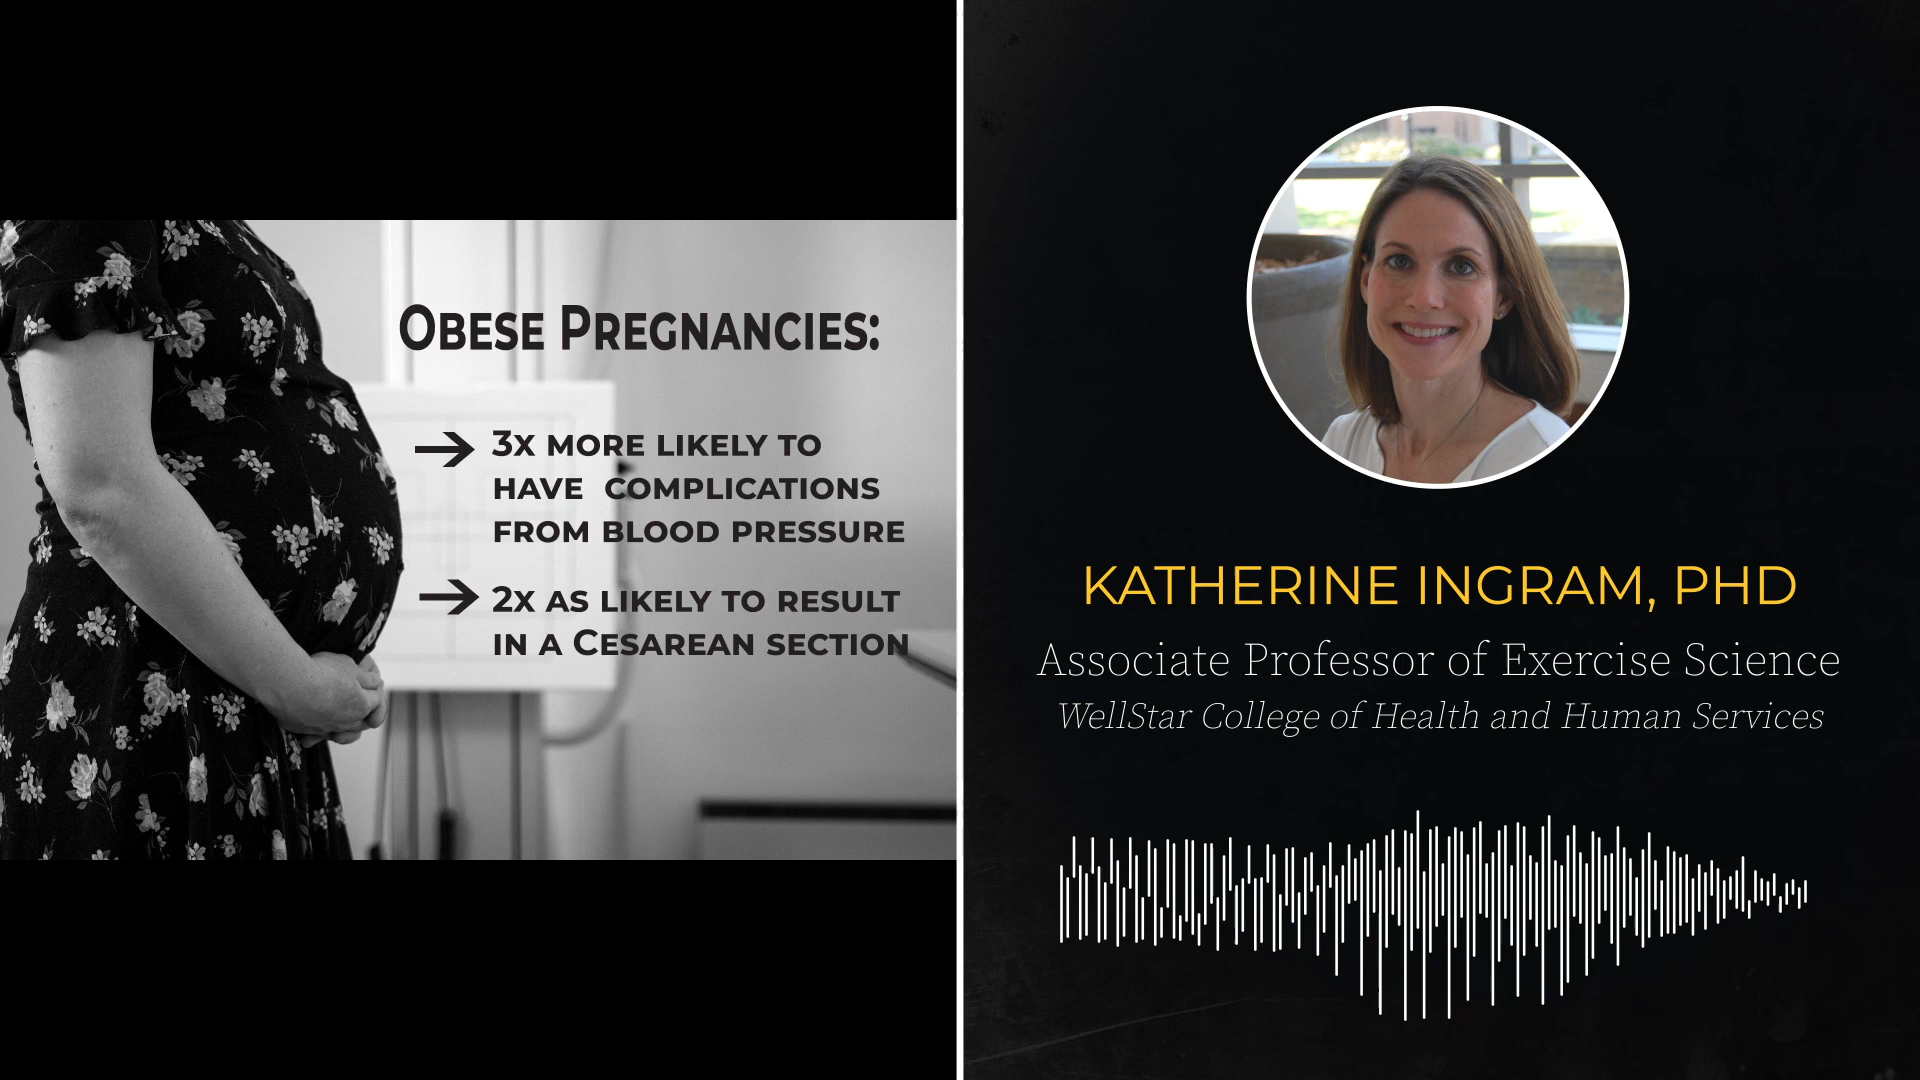 Obese Pregnancies:
3x more likely to
have complications
from blood pressure
2x as likely to result
in a Cesarean section
KATHERINE INGRAM, PHD
Associate Professor of Exercise Science
WellStar College of Health and Human Services